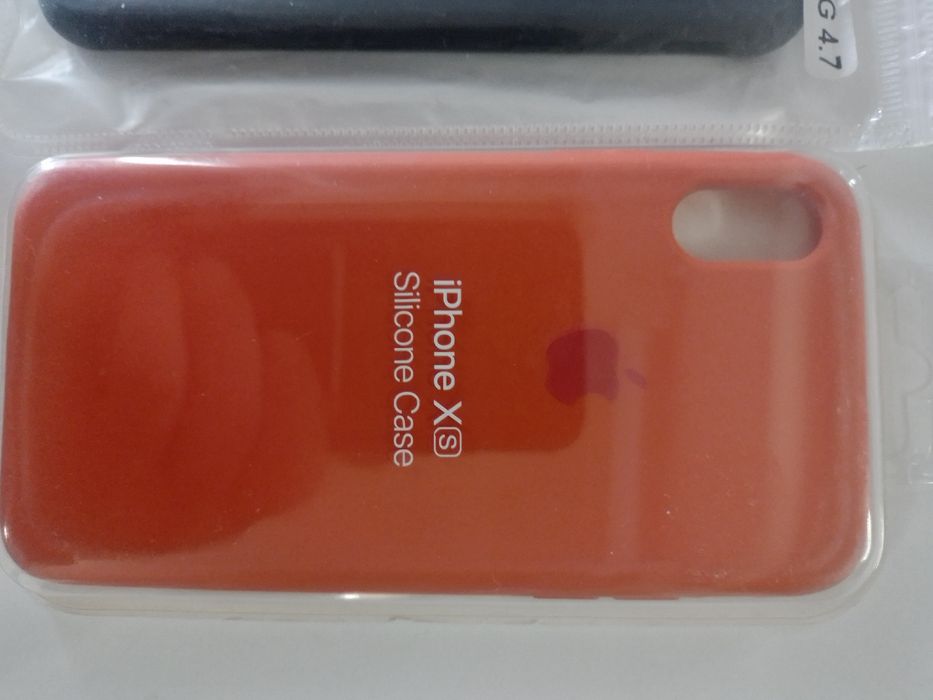 G 4.7
iPhone XS
Silicone Case